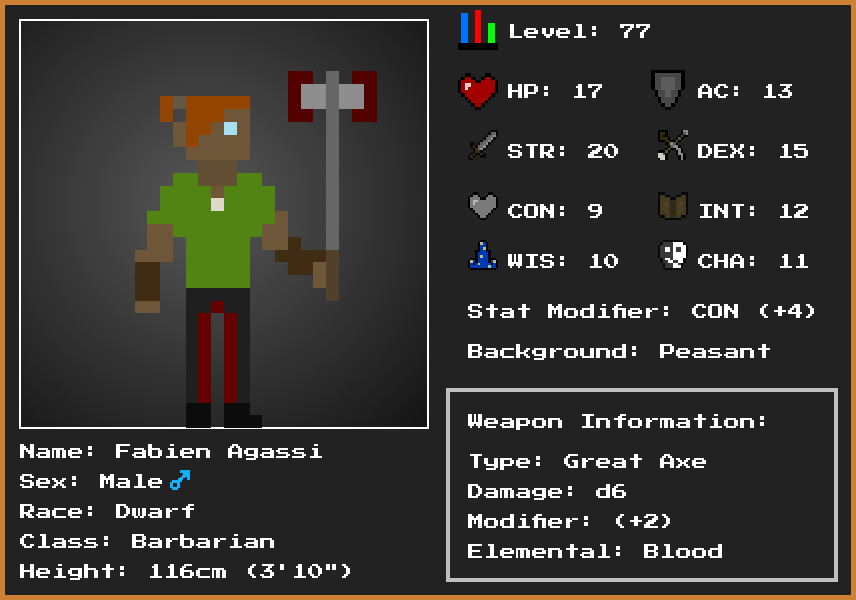 Level: 77
HP: 17 AC: 13
STR: 20 DEX: 15
CON: 9 INT: 12
WIS: 10 CHA: 11
Stat Modifier: CON (+4)
Background: Peasant
Weapon Information:
Type: Great Axe
Damage: d6
Modifier: (+2)
Elemental: Blood
Name: Fabien Agassi
Sex: Male♂
Race: Dwarf
Class: Barbarian
Height: 116cm (3'10")